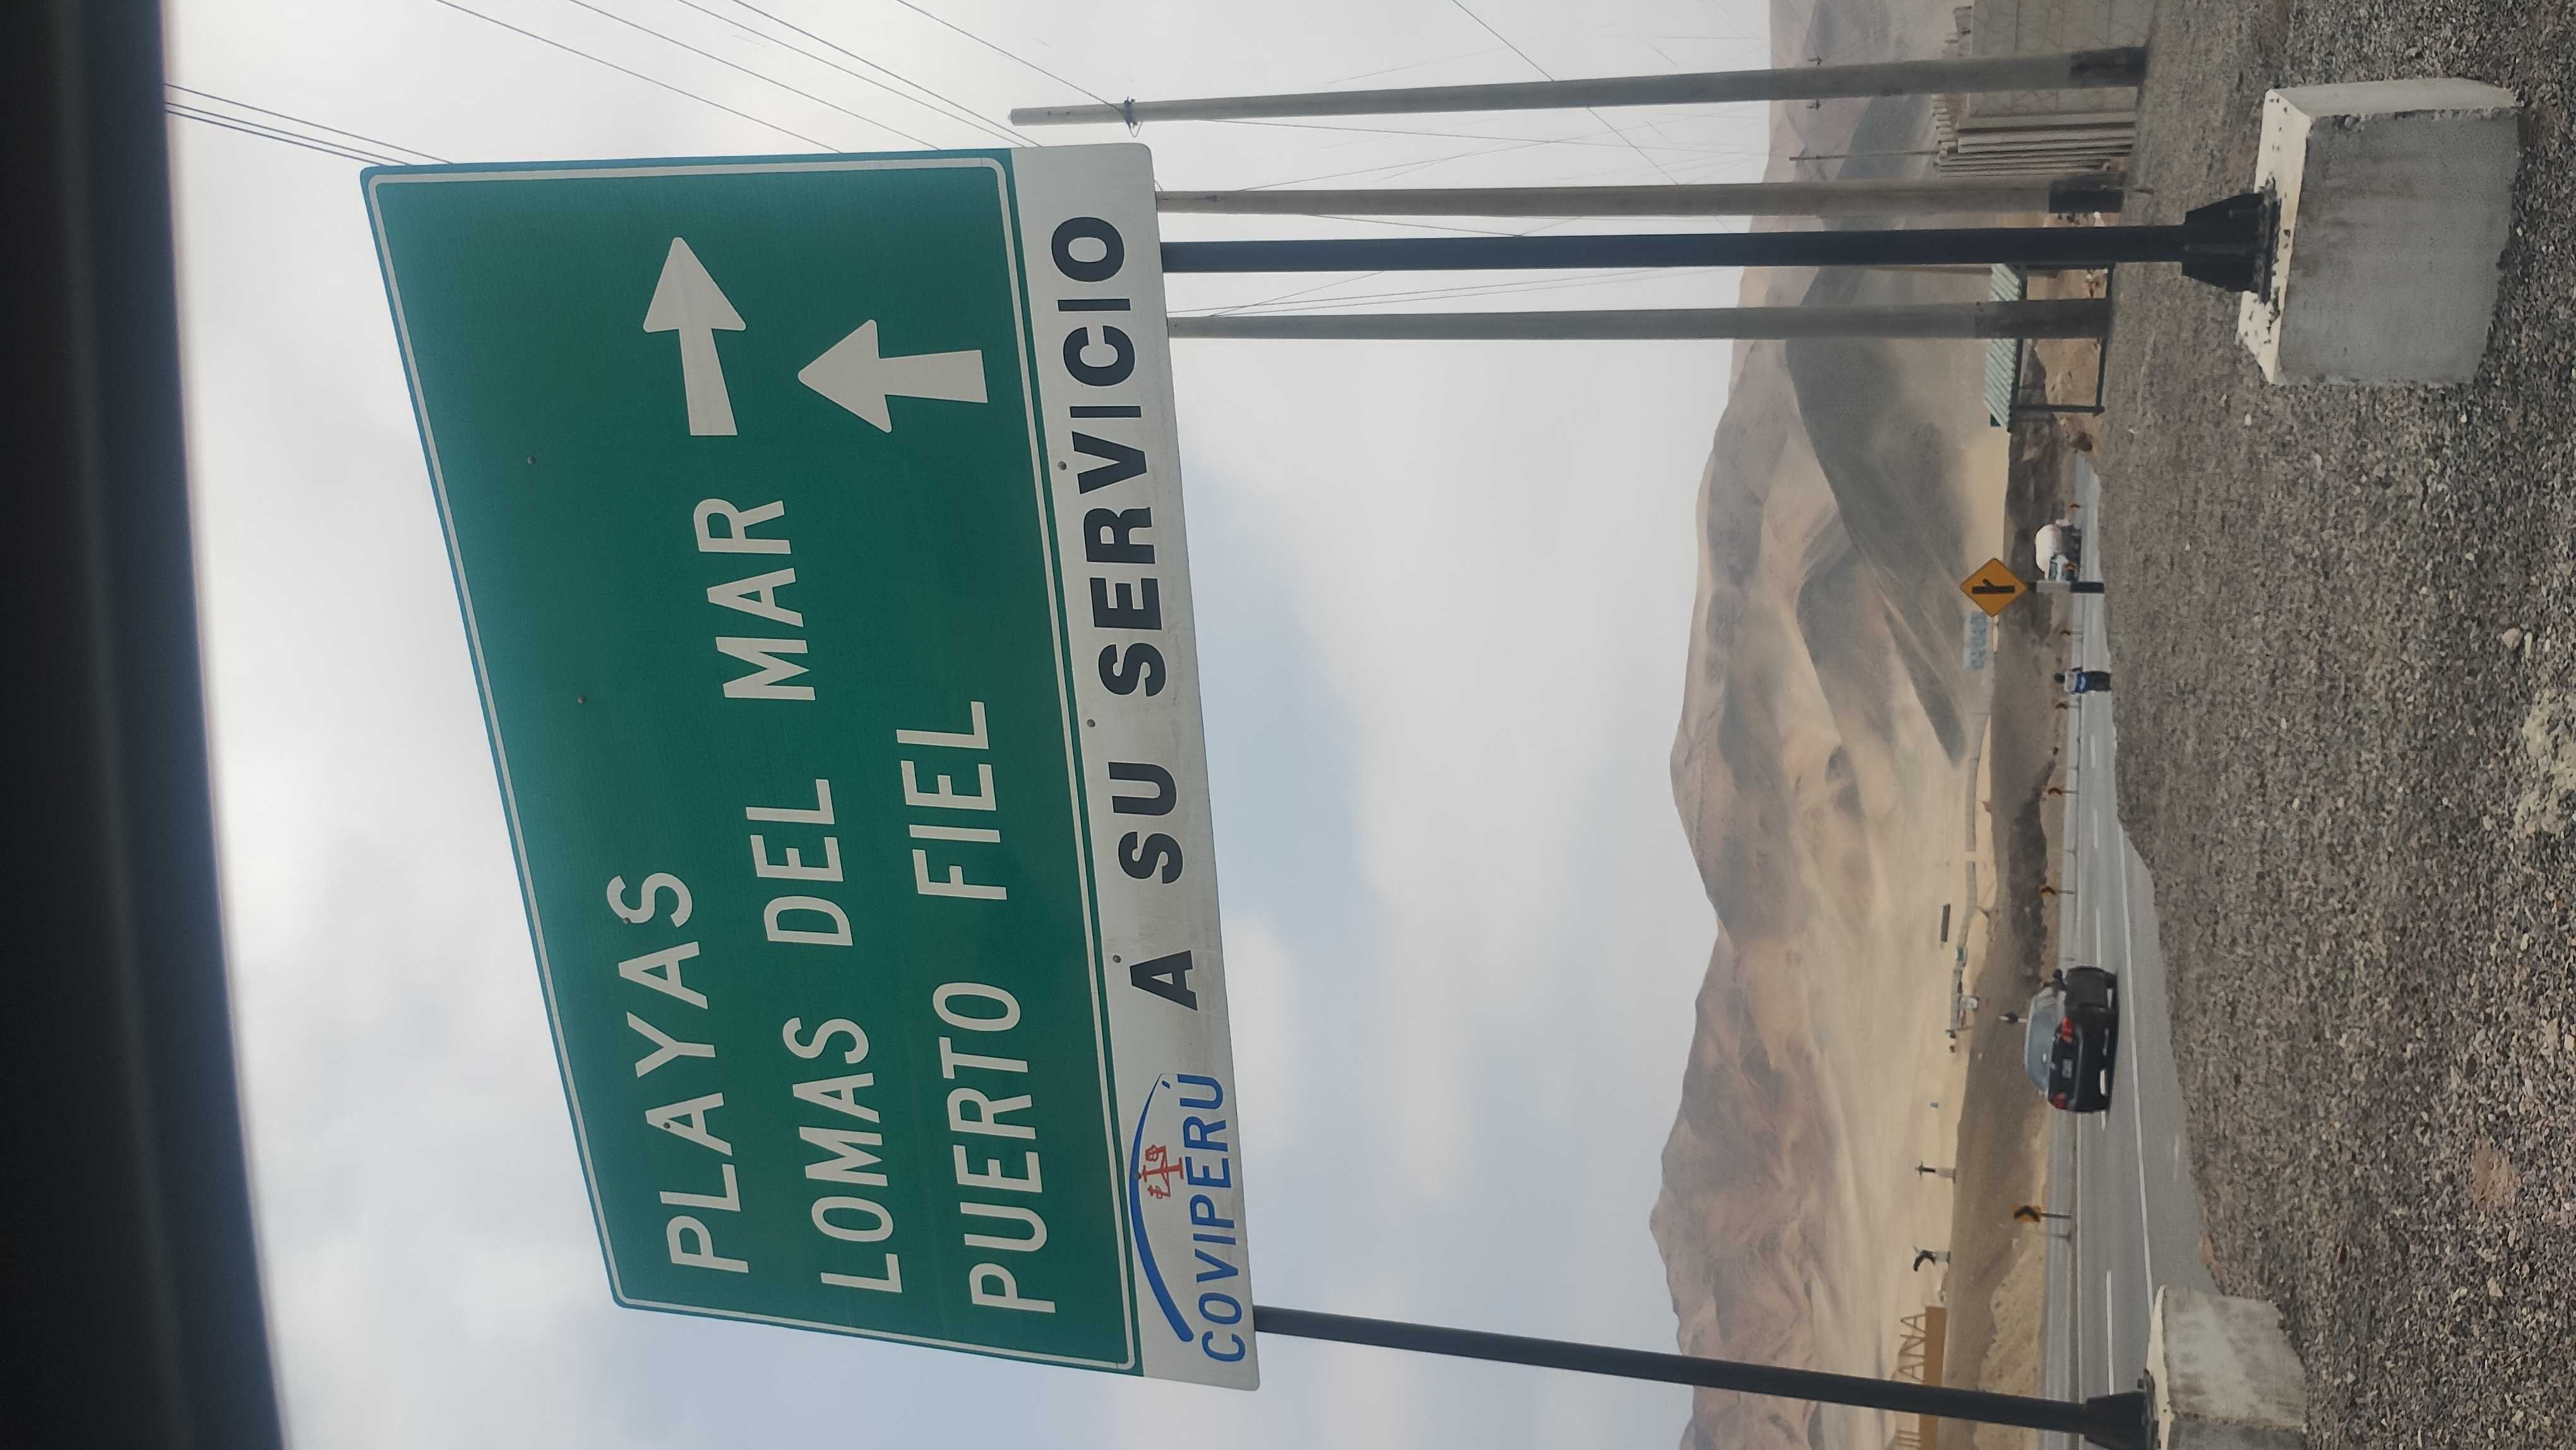 PLAYAS
LOMAS DEL MAR
PUERTO FIEL
COVIPERÚ A SU SERVICIO